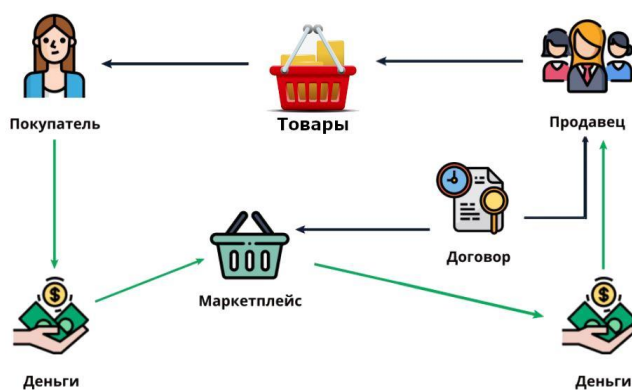 Покупатель
Товары
Продавец
Договор
Маркетплейс
Деньги
Деньги